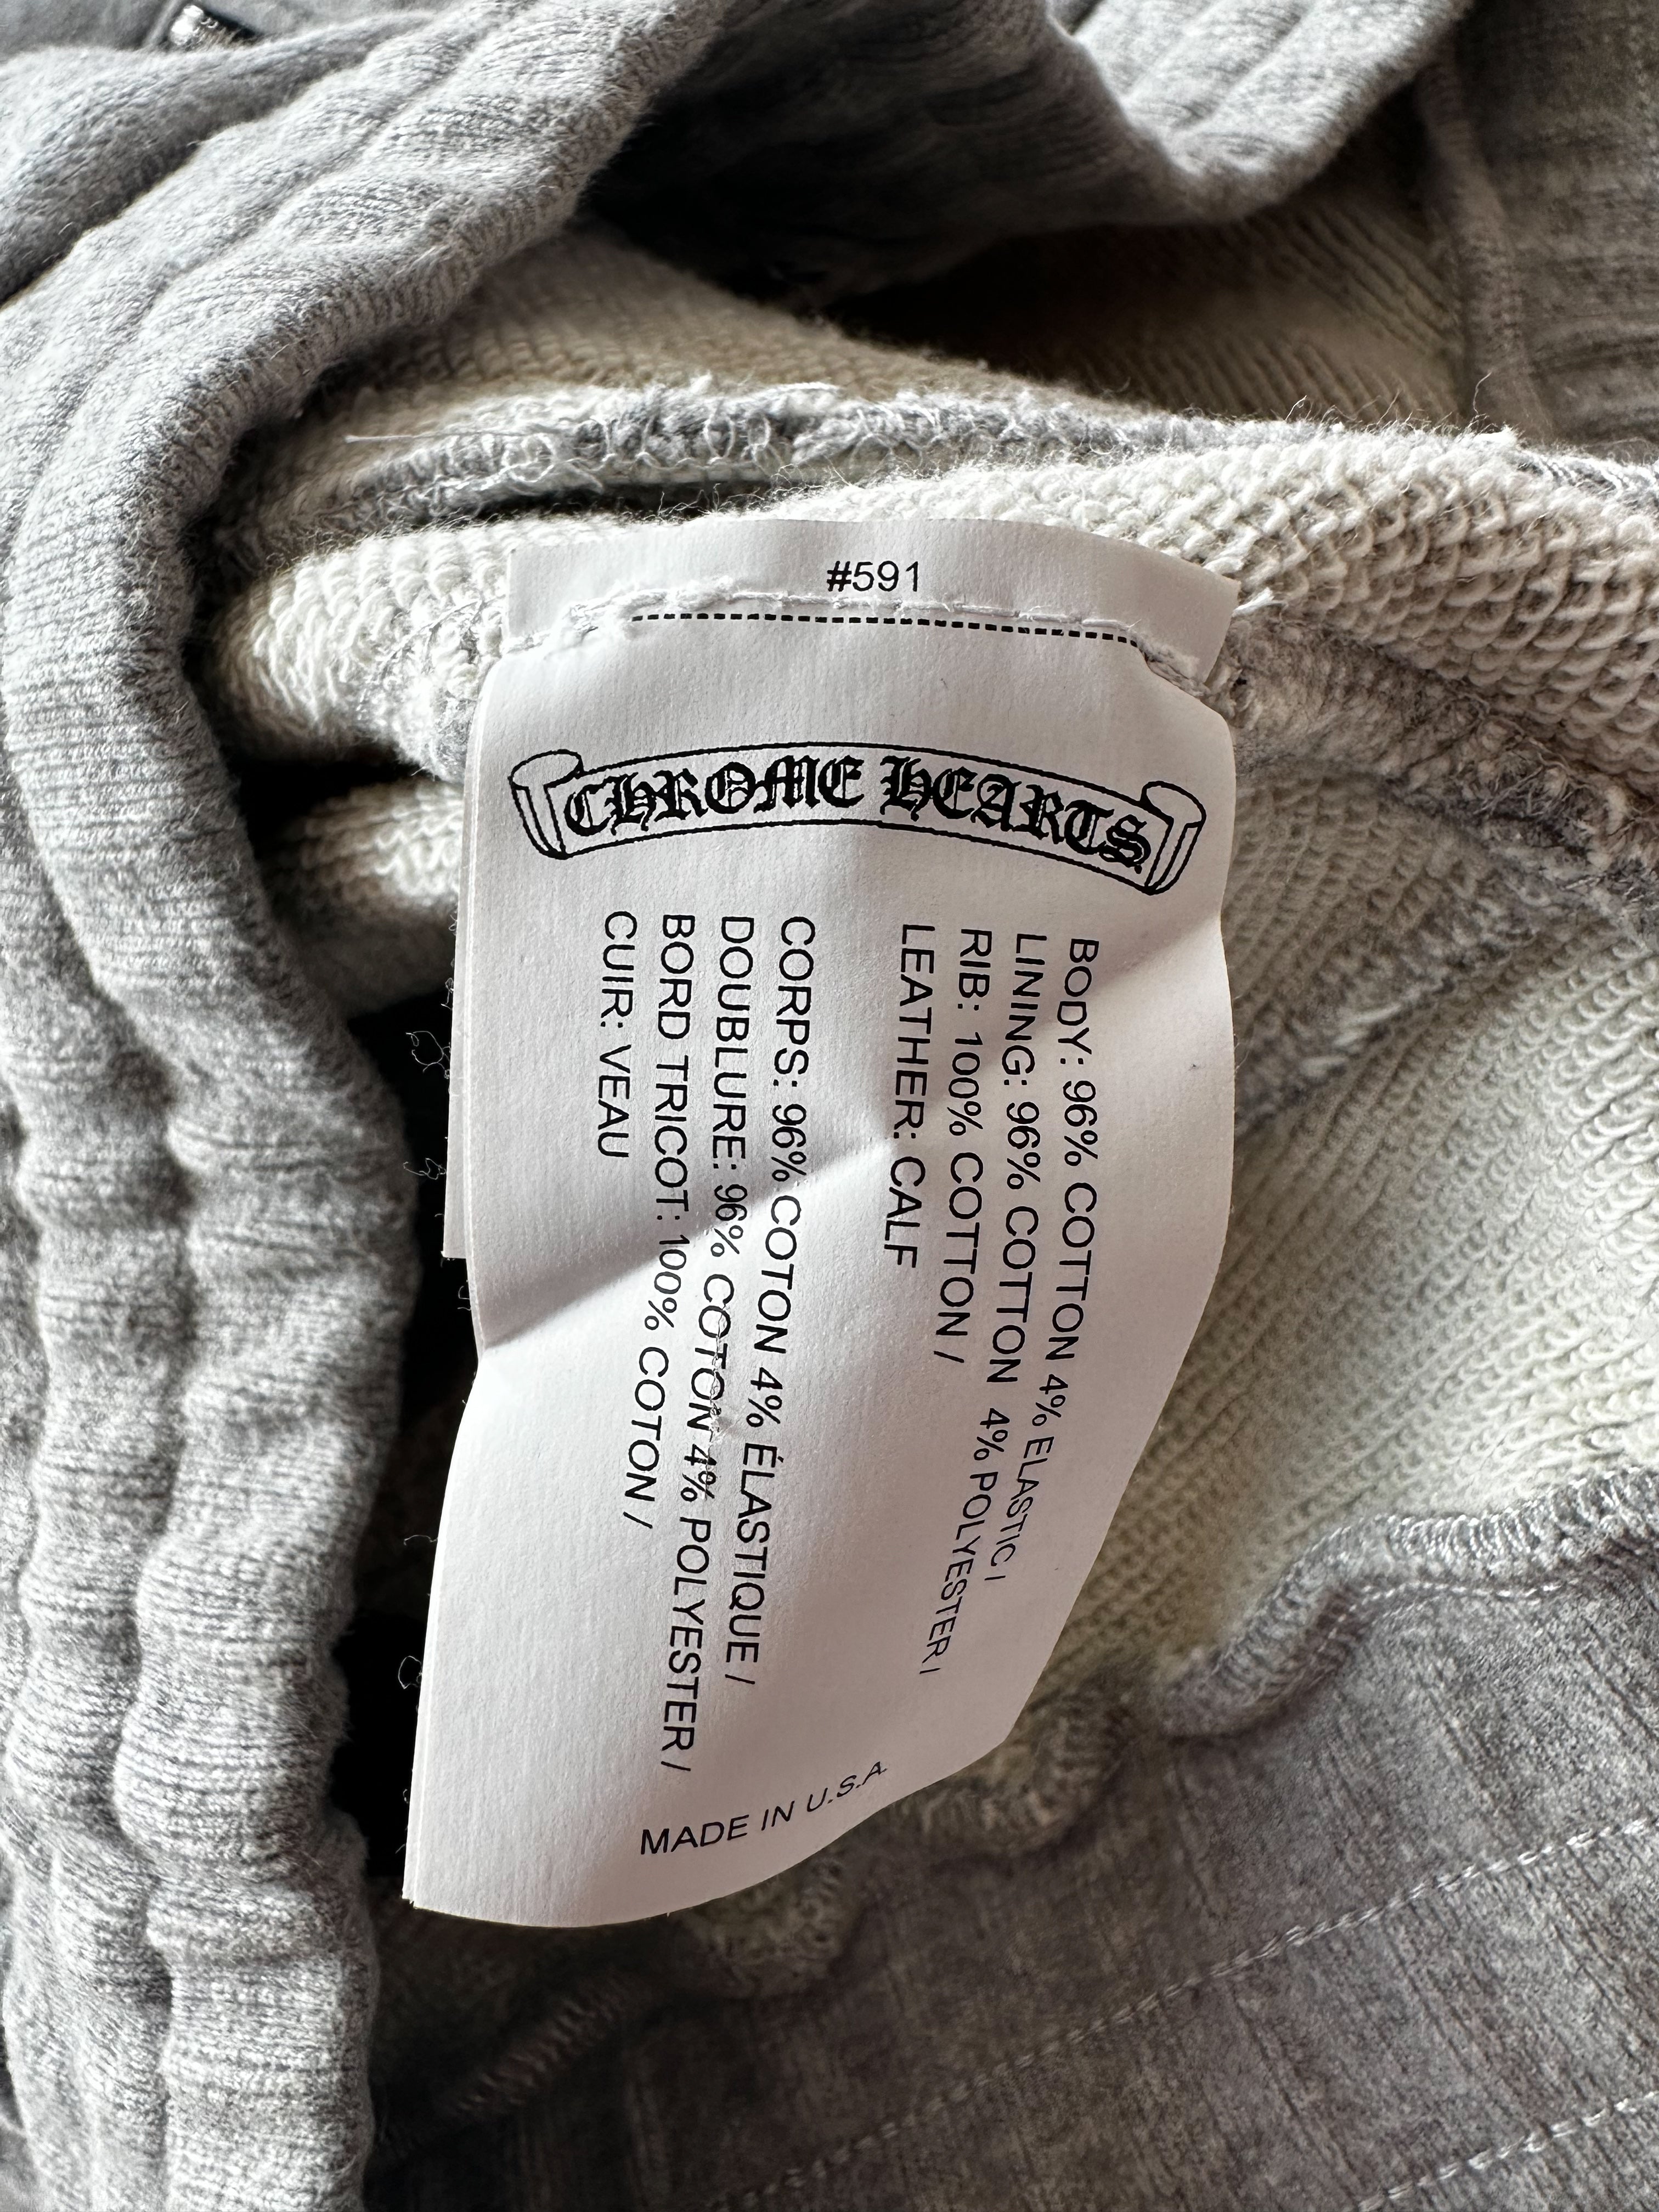 #591
CHROME HEARTS
BODY: 96% COTTON 4% ELASTIC /
LINING: 96% COTTON 4% POLYESTER /
RIB: 100% COTTON /
LEATHER: CALF
CORPS: 96% COTON 4% ÉLASTIQUE /
DOUBLURE: 96% COTON 4% POLYESTER /
BORD TRICOT: 100% COTON /
CUIR: VEAU
MADE IN U.S.A